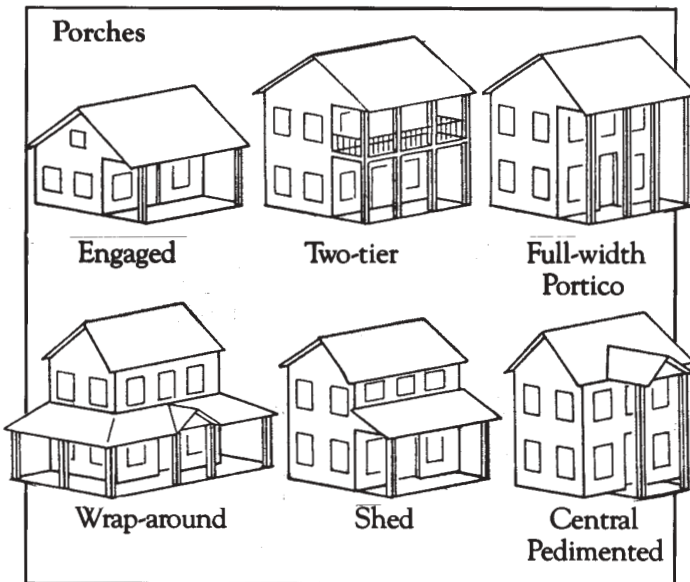 Porches
Engaged
Two-tier
Full-width
Portico
Wrap-around
Shed
Central
Pedimented